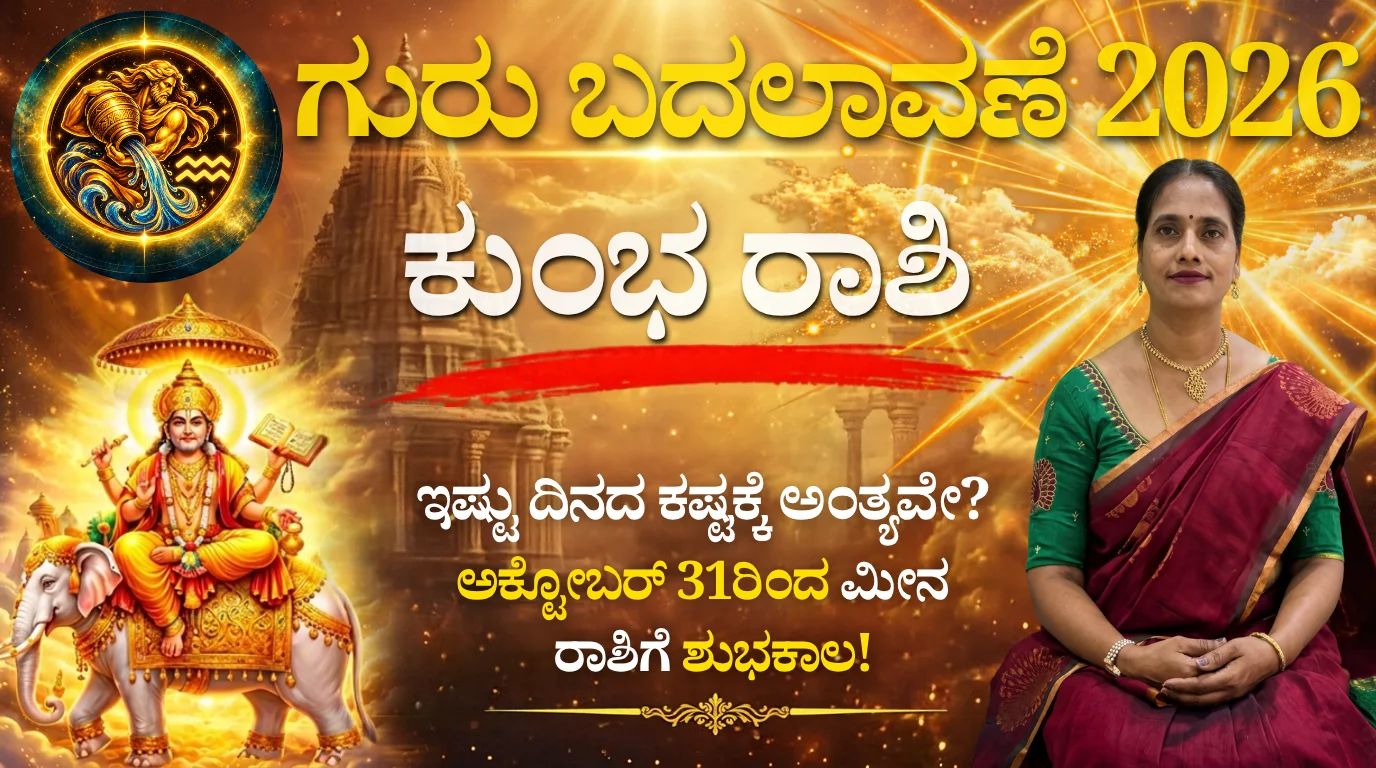 ಗುರು ಬದಲಾವಣೆ 2026
ಕುಂಭ ರಾಶಿ
ಇಷ್ಟು ದಿನದ ಕಷ್ಟಕ್ಕೆ ಅಂತ್ಯವೇ?
ಅಕ್ಟೋಬರ್ 31ರಿಂದ ಮೀನ
ರಾಶಿಗೆ ಶುಭಕಾಲ!